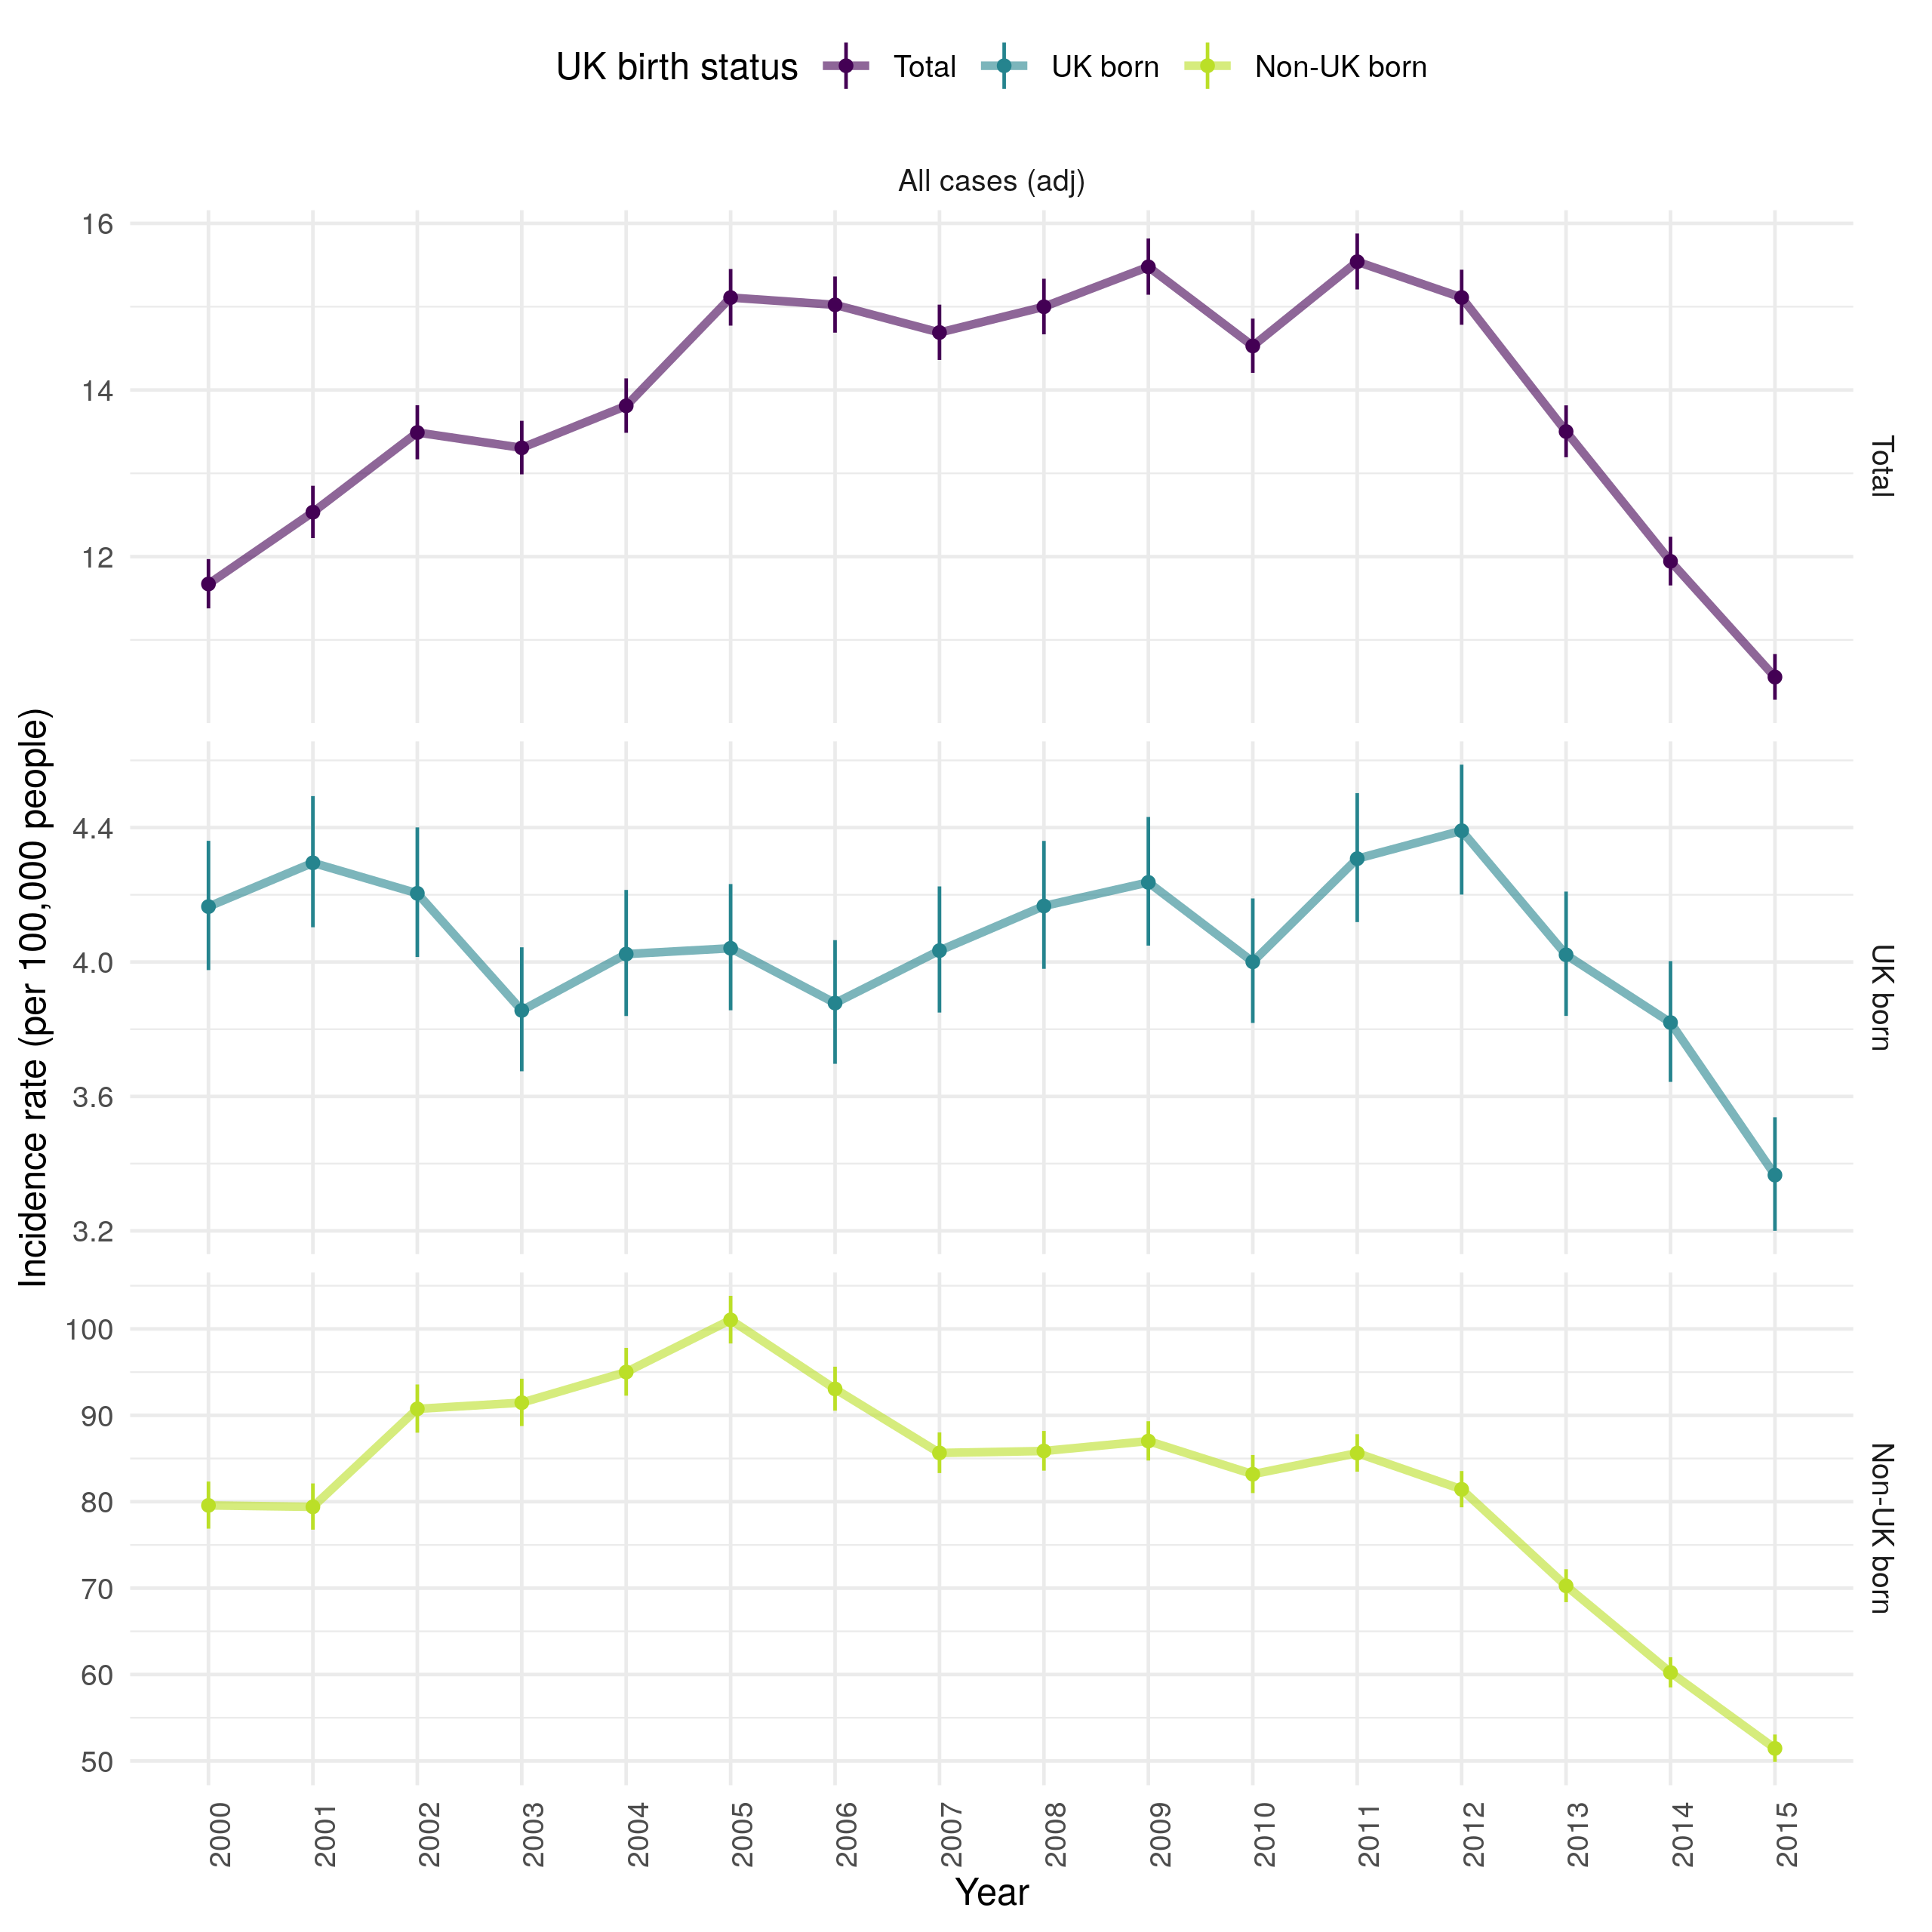 UK birth status Total UK born Non-UK born
All cases (adj)
16
14
12
Total
Incidence rate (per 100,000 people)
4.4
4.0
3.6
3.2
UK born
100
90
80
70
60
50
Non-UK born
2000 2001 2002 2003 2004 2005 2006 2007 2008 2009 2010 2011 2012 2013 2014 2015
Year